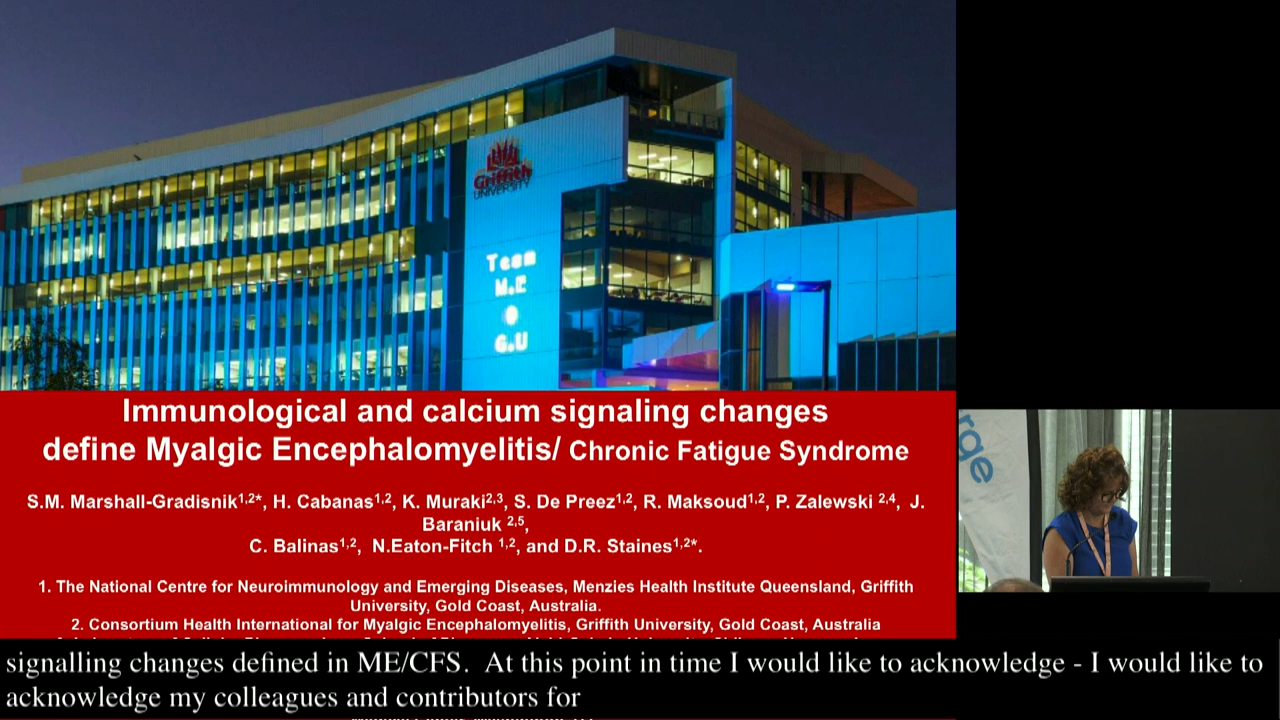 Griffith
UNIVERSITY
Team
M.E
@
G.U
Immunological and calcium signaling changes
define Myalgic Encephalomyelitis/ Chronic Fatigue Syndrome
S.M. Marshall-Gradisnik1,2*, H. Cabanas1,2, K. Muraki2,3, S. De Preez1,2, R. Maksoud1,2, P. Zalewski 2,4, J.
Baraniuk 2,5,
C. Balinas1,2, N.Eaton-Fitch 1,2, and D.R. Staines1,2*.
1. The National Centre for Neuroimmunology and Emerging Diseases, Menzies Health Institute Queensland, Griffith
University, Gold Coast, Australia.
2. Consortium Health International for Myalgic Encephalomyelitis, Griffith University, Gold Coast, Australia
rge
signalling changes defined in ME/CFS. At this point in time I would like to acknowledge - I would like to
acknowledge my colleagues and contributors for